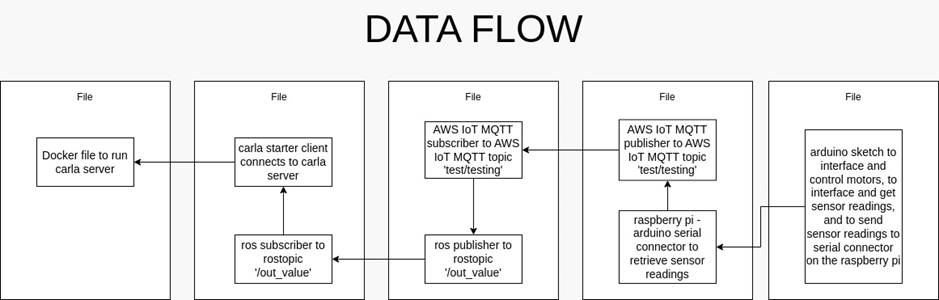 DATA FLOW
File
Docker file to run
carla server
File
carla starter client
connects to carla
server
ros subscriber to
rostopic
'/out_value'
File
AWS IoT MQTT
subscriber to AWS
IoT MQTT topic
'test/testing'
ros publisher to
rostopic
'/out_value'
File
AWS IoT MQTT
publisher to AWS
IoT MQTT topic
'test/testing'
raspberry pi -
arduino serial
connector to
retrieve sensor
readings
File
arduino sketch to
interface and
control motors, to
interface and get
sensor readings,
and to send
sensor readings to
serial connector
on the raspberry pi